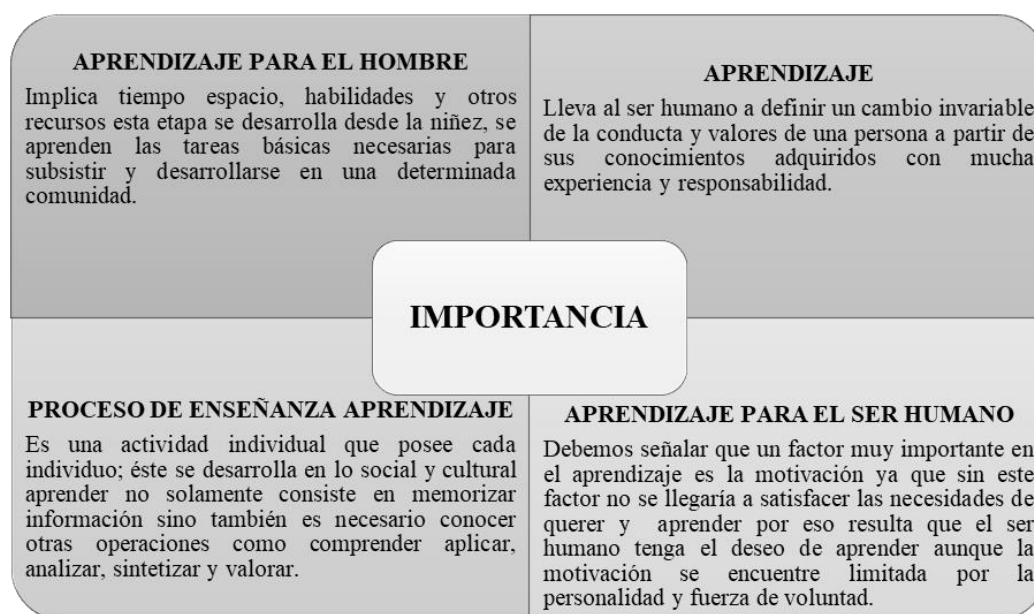 APRENDIZAJE PARA EL HOMBRE
Implica tiempo espacio, habilidades y otros
recursos esta etapa se desarrolla desde la niñez, se
aprenden las tareas básicas necesarias para
subsistir y desarrollarse en una determinada
comunidad.
APRENDIZAJE
Lleva al ser humano a definir un cambio invariable
de la conducta y valores de una persona a partir de
sus conocimientos adquiridos con mucha
experiencia y responsabilidad.
IMPORTANCIA
PROCESO DE ENSEÑANZA APRENDIZAJE
Es una actividad individual que posee cada
individuo; éste se desarrolla en lo social y cultural
aprender no solamente consiste en memorizar
información sino también es necesario conocer
otras operaciones como comprender aplicar,
analizar, sintetizar y valorar.
APRENDIZAJE PARA EL SER HUMANO
Debemos señalar que un factor muy importante en
el aprendizaje es la motivación ya que sin este
factor no se llegaría a satisfacer las necesidades de
querer y aprender por eso resulta que el ser
humano tenga el deseo de aprender aunque la
motivación se encuentre limitada por la
personalidad y fuerza de voluntad.